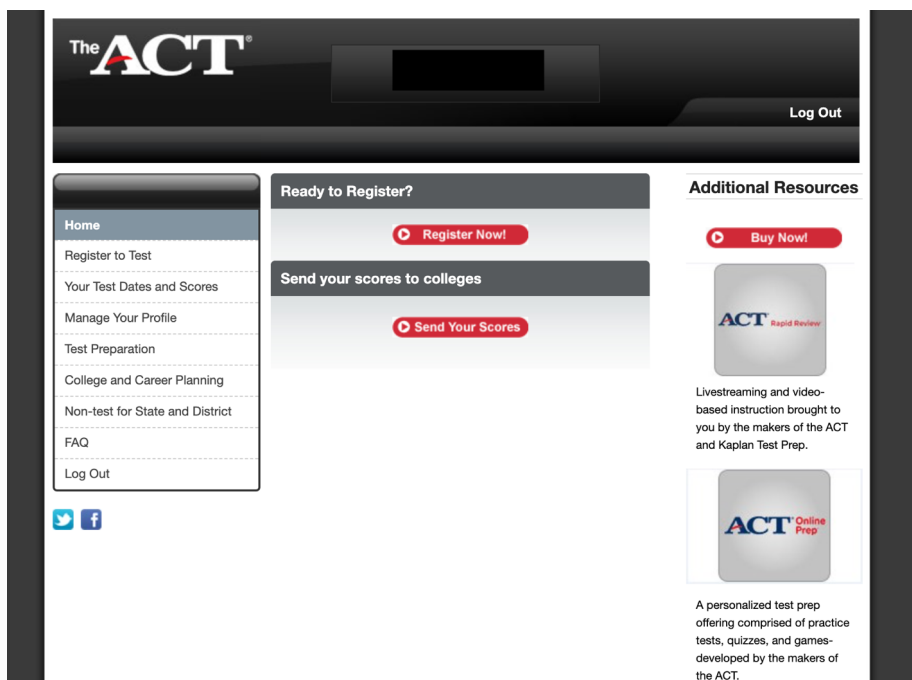 The ACT®
Log Out
Home
Register to Test
Your Test Dates and Scores
Manage Your Profile
Test Preparation
College and Career Planning
Non-test for State and District
FAQ
Log Out
Ready to Register?
Register Now!
Send your scores to colleges
Send Your Scores
Additional Resources
Buy Now!
ACT Rapid Review
Livestreaming and video-
based instruction brought to
you by the makers of the ACT
and Kaplan Test Prep.
ACT Online
Prep
A personalized test prep
offering comprised of practice
tests, quizzes, and games-
developed by the makers of
the ACT.